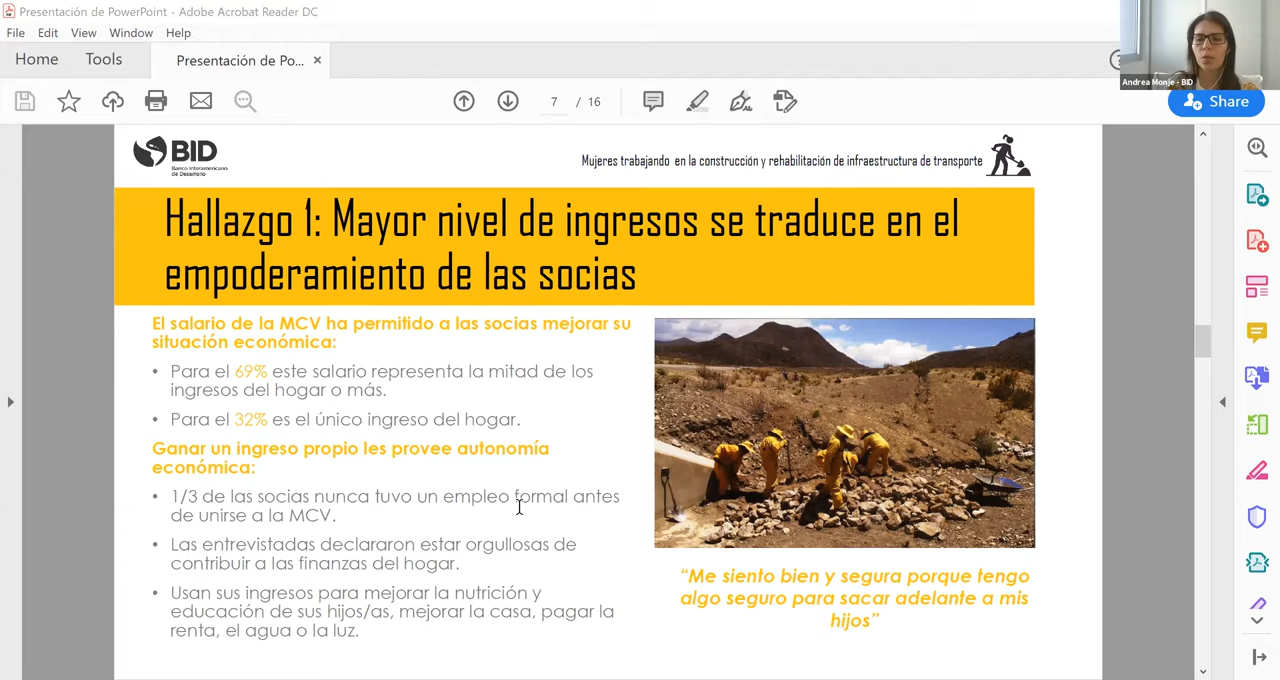 Presentación de PowerPoint - Adobe Acrobat Reader DC
File Edit View Window Help
Home Tools Presentación de Po... ×
7 / 16
Share
Andrea Monje - BID
BID
Banco Interamericano
de Desarrollo
Mujeres trabajando en la construcción y rehabilitación de infraestructura de transporte
Hallazgo 1: Mayor nivel de ingresos se traduce en el
empoderamiento de las socias
El salario de la MCV ha permitido a las socias mejorar su
situación económica:
• Para el 69% este salario representa la mitad de los
ingresos del hogar o más.
• Para el 32% es el único ingreso del hogar.
Ganar un ingreso propio les provee autonomía
económica:
• 1/3 de las socias nunca tuvo un empleo formal antes
de unirse a la MCV.
• Las entrevistadas declararon estar orgullosas de
contribuir a las finanzas del hogar.
• Usan sus ingresos para mejorar la nutrición y
educación de sus hijos/as, mejorar la casa, pagar la
renta, el agua o la luz.
“Me siento bien y segura porque tengo
algo seguro para sacar adelante a mis
hijos”